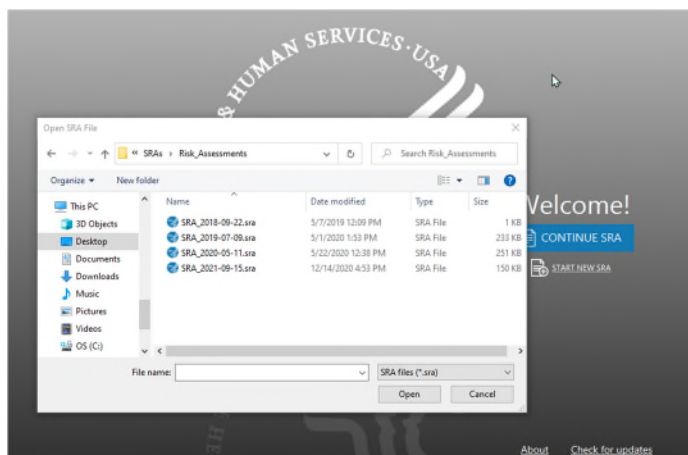 & HUMAN SERVICES · USA
Open SRA File
« SRAs › Risk_Assessments
Search Risk_Assessments
Organize
New folder
This PC
3D Objects
Desktop
Documents
Downloads
Music
Pictures
Videos
OS (C:)
Name Date modified Type Size
SRA_2018-09-22.sra 5/7/2019 12:09 PM SRA File 1 KB
SRA_2019-07-09.sra 5/1/2020 1:53 PM SRA File 233 KB
SRA_2020-05-11.sra 5/22/2020 12:38 PM SRA File 251 KB
SRA_2021-09-15.sra 12/14/2020 4:53 PM SRA File 150 KB
File name:
SRA files (*.sra)
Open Cancel
Welcome!
CONTINUE SRA
START NEW SRA
About Check for updates